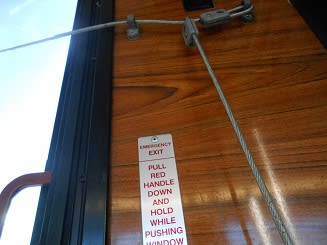 EMERGENCY
EXIT
PULL
RED
HANDLE
DOWN
AND
HOLD
WHILE
PUSHING
WINDOW